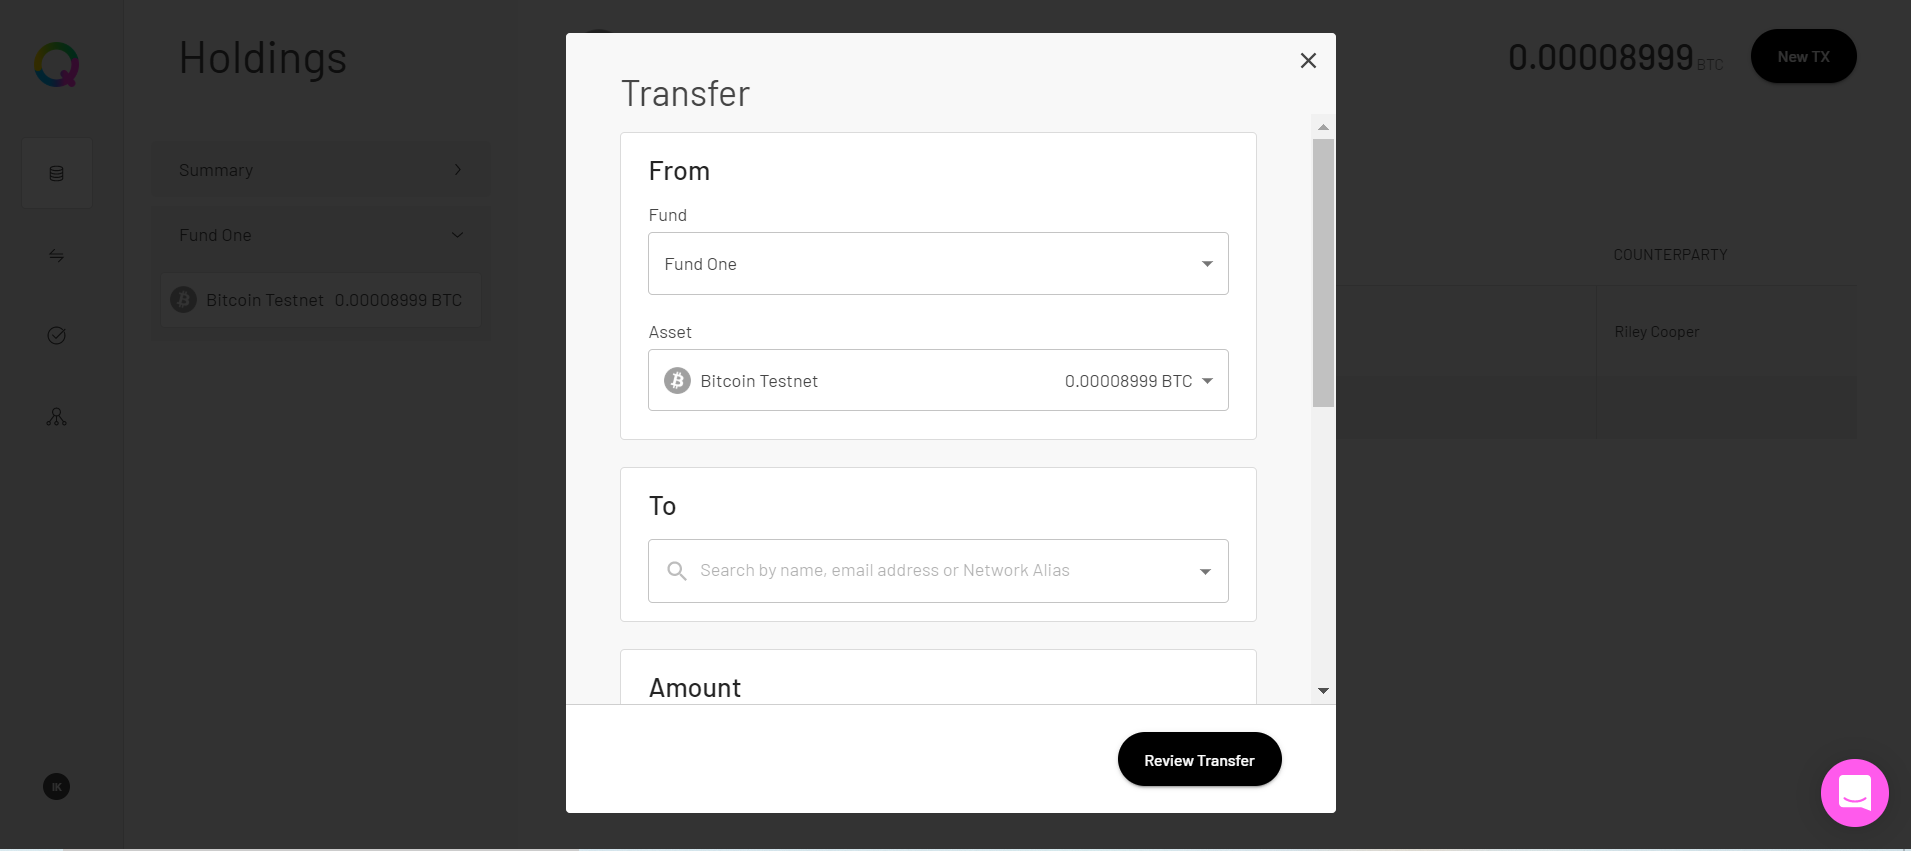 Holdings
0.00008999 BTC
New TX
Summary
Fund One
Bitcoin Testnet 0.00008999 BTC
COUNTERPARTY
Riley Cooper
IK
Transfer
From
Fund
Fund One
Asset
Bitcoin Testnet 0.00008999 BTC
To
Search by name, email address or Network Alias
Amount
Review Transfer